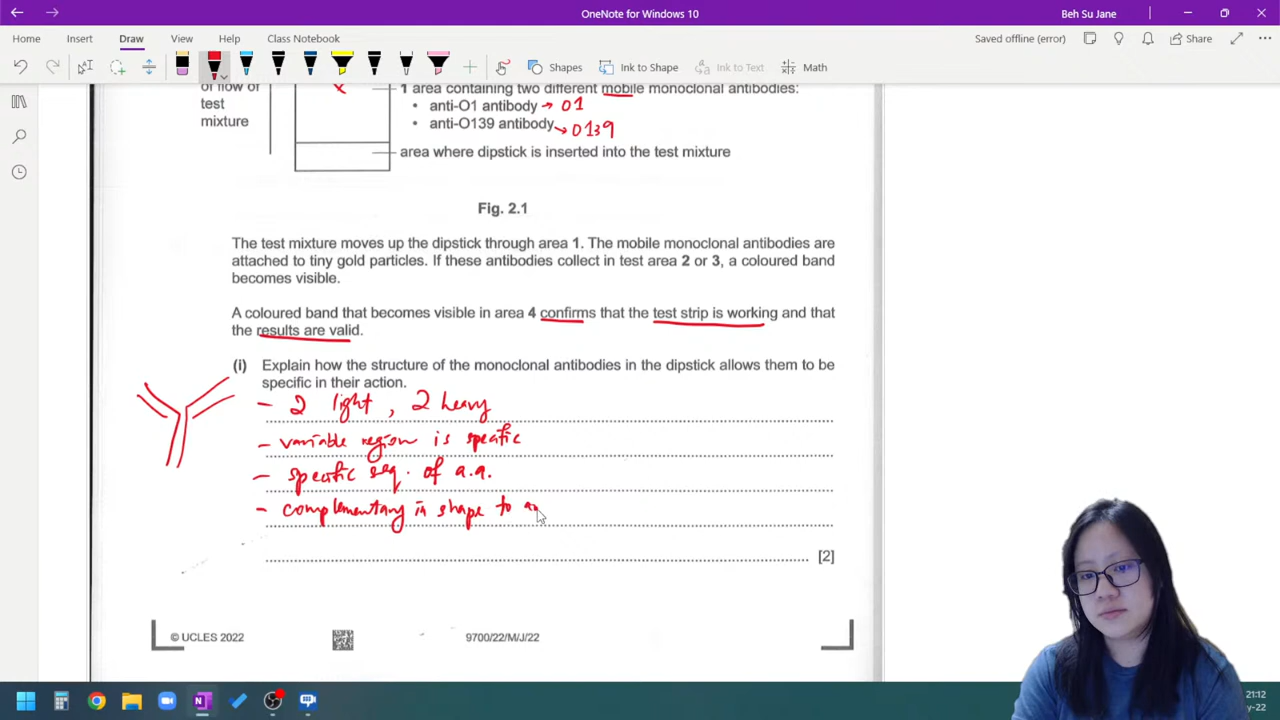 OneNote for Windows 10
Beh Su Jane
Home Insert Draw View Help Class Notebook
Saved offline (error)
Share
Shapes
Ink to Shape
Ink to Text
Math
of flow of
test
mixture
x
1 area containing two different mobile monoclonal antibodies:
• anti-O1 antibody → O1
• anti-O139 antibody → O139
area where dipstick is inserted into the test mixture
Fig. 2.1
The test mixture moves up the dipstick through area 1. The mobile monoclonal antibodies are
attached to tiny gold particles. If these antibodies collect in test area 2 or 3, a coloured band
becomes visible.
A coloured band that becomes visible in area 4 confirms that the test strip is working and that
the results are valid.
(i) Explain how the structure of the monoclonal antibodies in the dipstick allows them to be
specific in their action.
- 2 light, 2 heavy
- variable region is specific
- specific seq. of a.a.
- complementary in shape to
[2]
© UCLES 2022
9700/22/M/J/22
21:12
-22